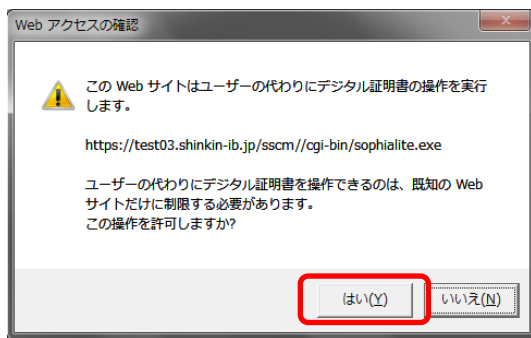 Web アクセスの確認
この Web サイトはユーザーの代わりにデジタル証明書の操作を実行
します。
https://test03.shinkin-ib.jp/sscm//cgi-bin/sophialite.exe
ユーザーの代わりにデジタル証明書を操作できるのは、既知の Web
サイトだけに制限する必要があります。
この操作を許可しますか?
はい(Y) いいえ(N)